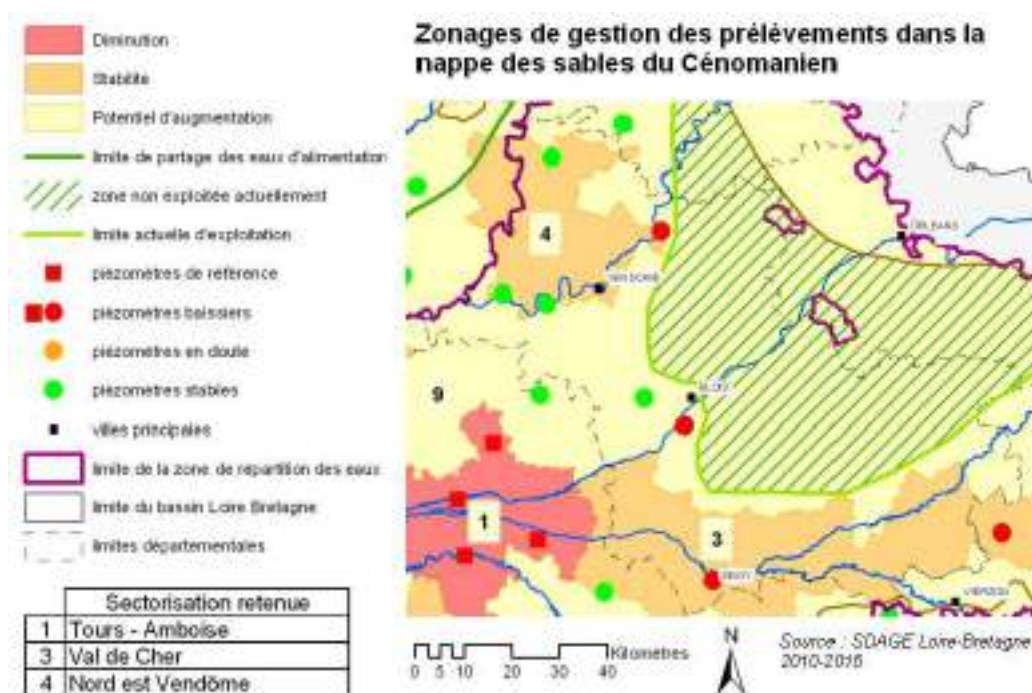 Zonages de gestion des prélèvements dans la
nappe des sables du Cénomanien
Diminution
Stabilité
Potentiel d'augmentation
limite de partage des eaux d'alimentation
zone non exploitée actuellement
limite actuelle d'exploitation
piézomètres de référence
piézomètres baissiers
piézomètres en doute
piézomètres stables
villes principales
limite de la zone de répartition des eaux
limite du bassin Loire Bretagne
limites départementales
Sectorisation retenue
1 Tours - Amboise
3 Val de Cher
4 Nord est Vendôme
4
ORLEANS
VENDOME
BLOIS
9
1
3
VIERZON
0 5 10 20 30 40
Kilomètres
N
Source : SDAGE Loire-Bretagne
2010-2015